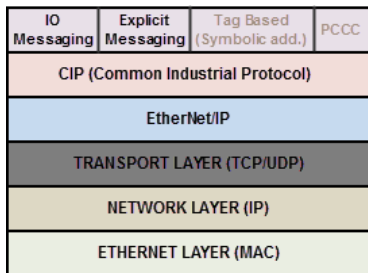 IO Messaging
Explicit Messaging
Tag Based (Symbolic add.)
PCCC
CIP (Common Industrial Protocol)
EtherNet/IP
TRANSPORT LAYER (TCP/UDP)
NETWORK LAYER (IP)
ETHERNET LAYER (MAC)